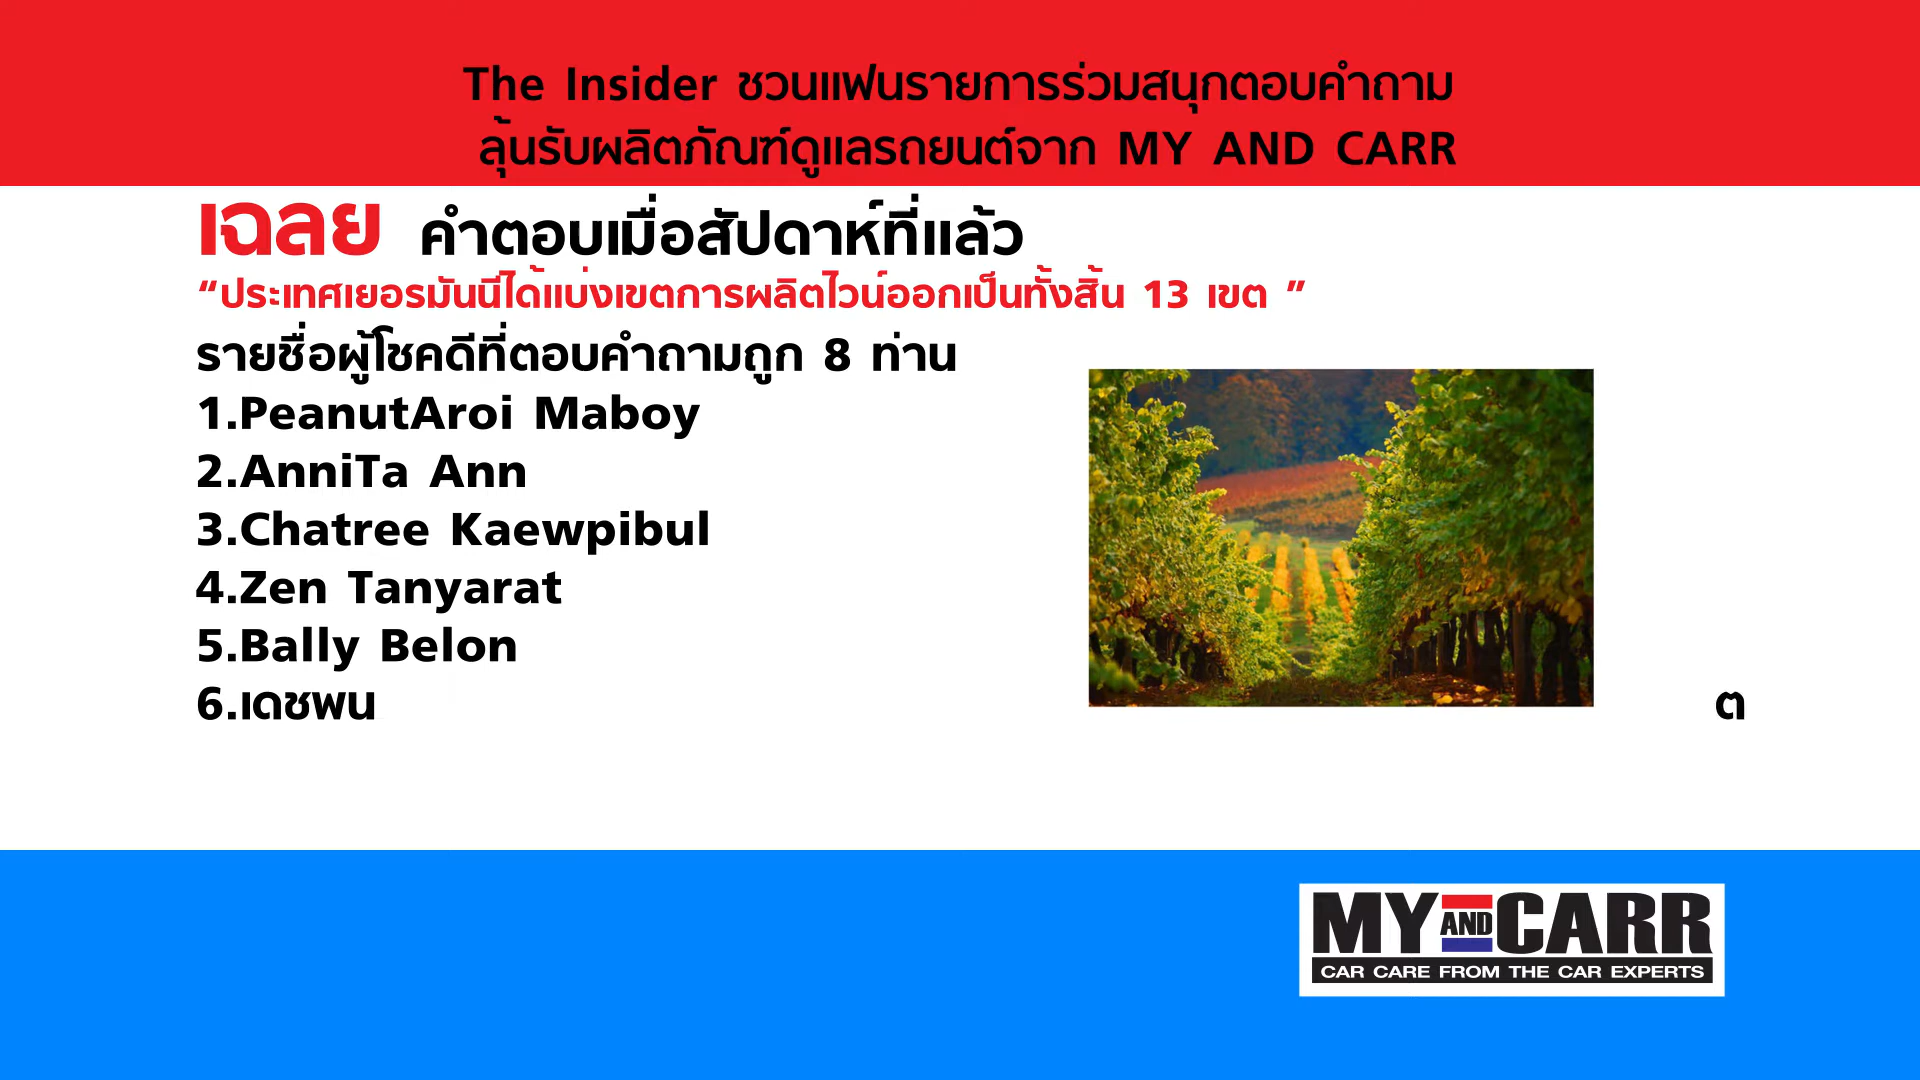 The Insider ชวนแฟนรายการร่วมสนุกตอบคำถาม
ลุ้นรับผลิตภัณฑ์ดูแลรถยนต์จาก MY AND CARR
เฉลย คำตอบเมื่อสัปดาห์ที่แล้ว
“ประเทศเยอรมันนีได้แบ่งเขตการผลิตไวน์ออกเป็นทั้งสิ้น 13 เขต ”
รายชื่อผู้โชคดีที่ตอบคำถามถูก 8 ท่าน
1.PeanutAroi Maboy
2.AnniTa Ann
3.Chatree Kaewpibul
4.Zen Tanyarat
5.Bally Belon
6.เดชพน ต
MY AND CARR
CAR CARE FROM THE CAR EXPERTS